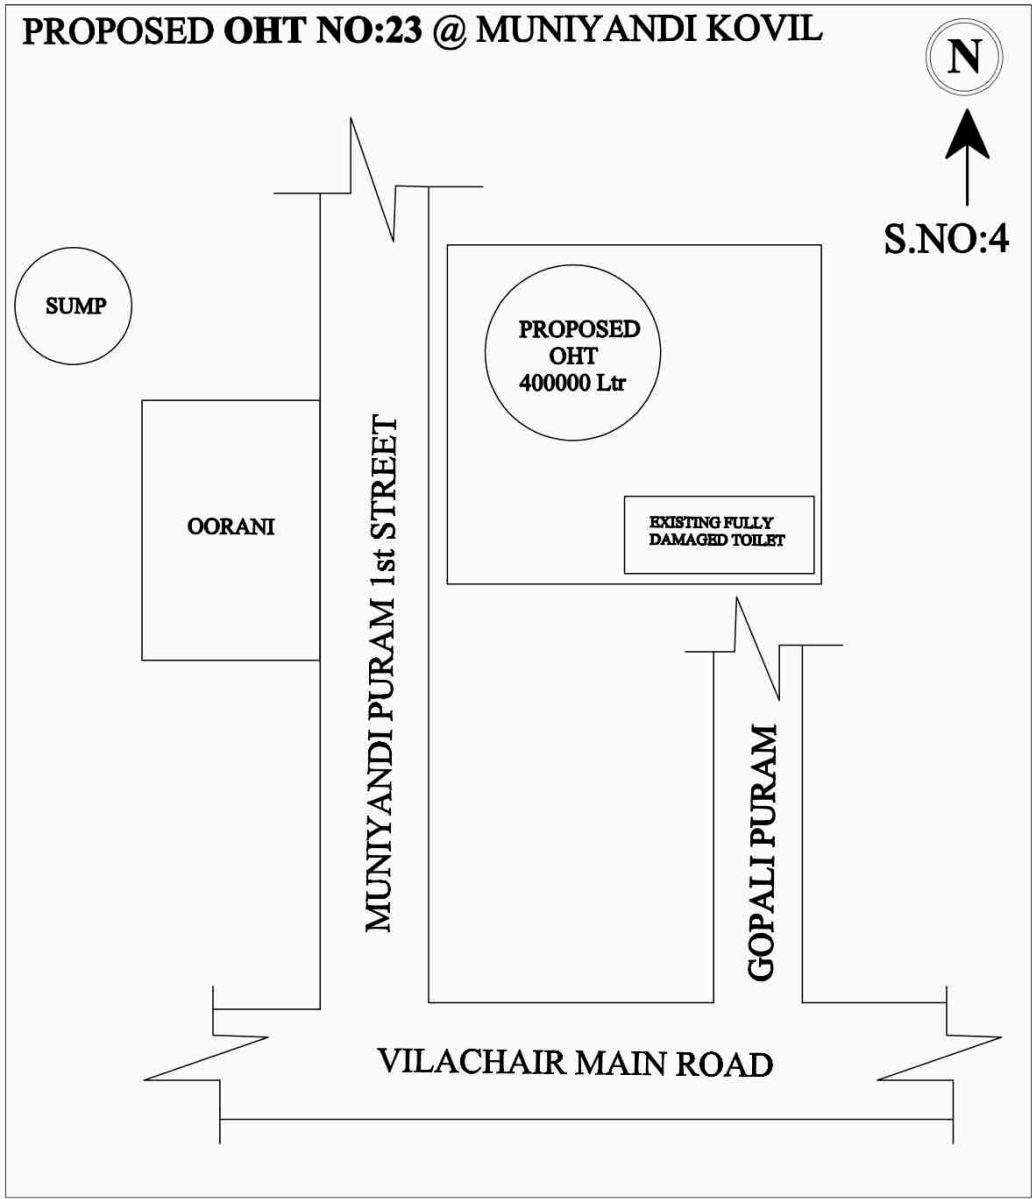 PROPOSED OHT NO:23 @ MUNIYANDI KOVIL
N
S.NO:4
SUMP
PROPOSED
OHT
400000 Ltr
OORANI
MUNIYANDI PURAM 1st STREET
EXISTING FULLY
DAMAGED TOILET
GOPALI PURAM
VILACHAIR MAIN ROAD